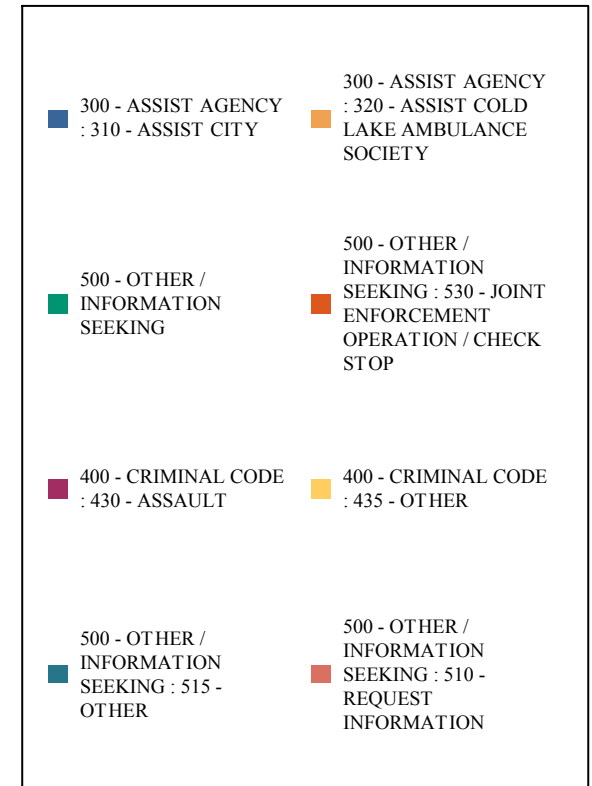 300 - ASSIST AGENCY
: 310 - ASSIST CITY
300 - ASSIST AGENCY
: 320 - ASSIST COLD
LAKE AMBULANCE
SOCIETY
500 - OTHER /
INFORMATION
SEEKING
500 - OTHER /
INFORMATION
SEEKING : 530 - JOINT
ENFORCEMENT
OPERATION / CHECK
STOP
400 - CRIMINAL CODE
: 430 - ASSAULT
400 - CRIMINAL CODE
: 435 - OTHER
500 - OTHER /
INFORMATION
SEEKING : 515 -
OTHER
500 - OTHER /
INFORMATION
SEEKING : 510 -
REQUEST
INFORMATION